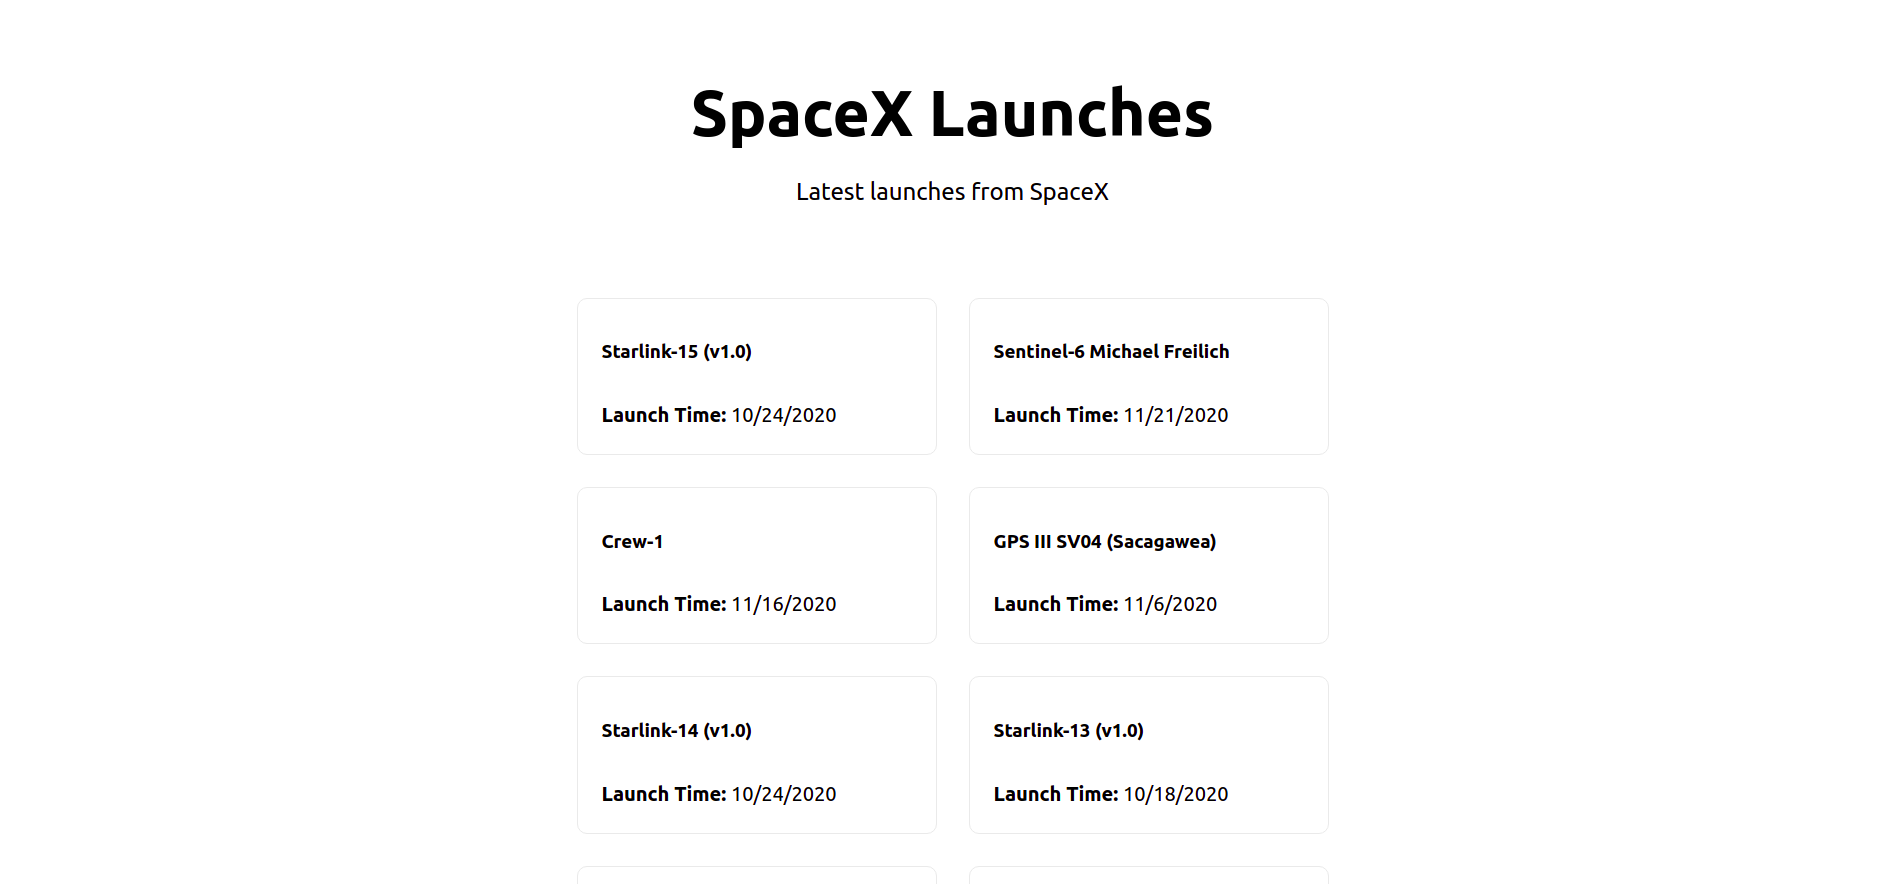 SpaceX Launches
Latest launches from SpaceX
Starlink-15 (v1.0)
Launch Time: 10/24/2020
Sentinel-6 Michael Freilich
Launch Time: 11/21/2020
Crew-1
Launch Time: 11/16/2020
GPS III SV04 (Sacagawea)
Launch Time: 11/6/2020
Starlink-14 (v1.0)
Launch Time: 10/24/2020
Starlink-13 (v1.0)
Launch Time: 10/18/2020